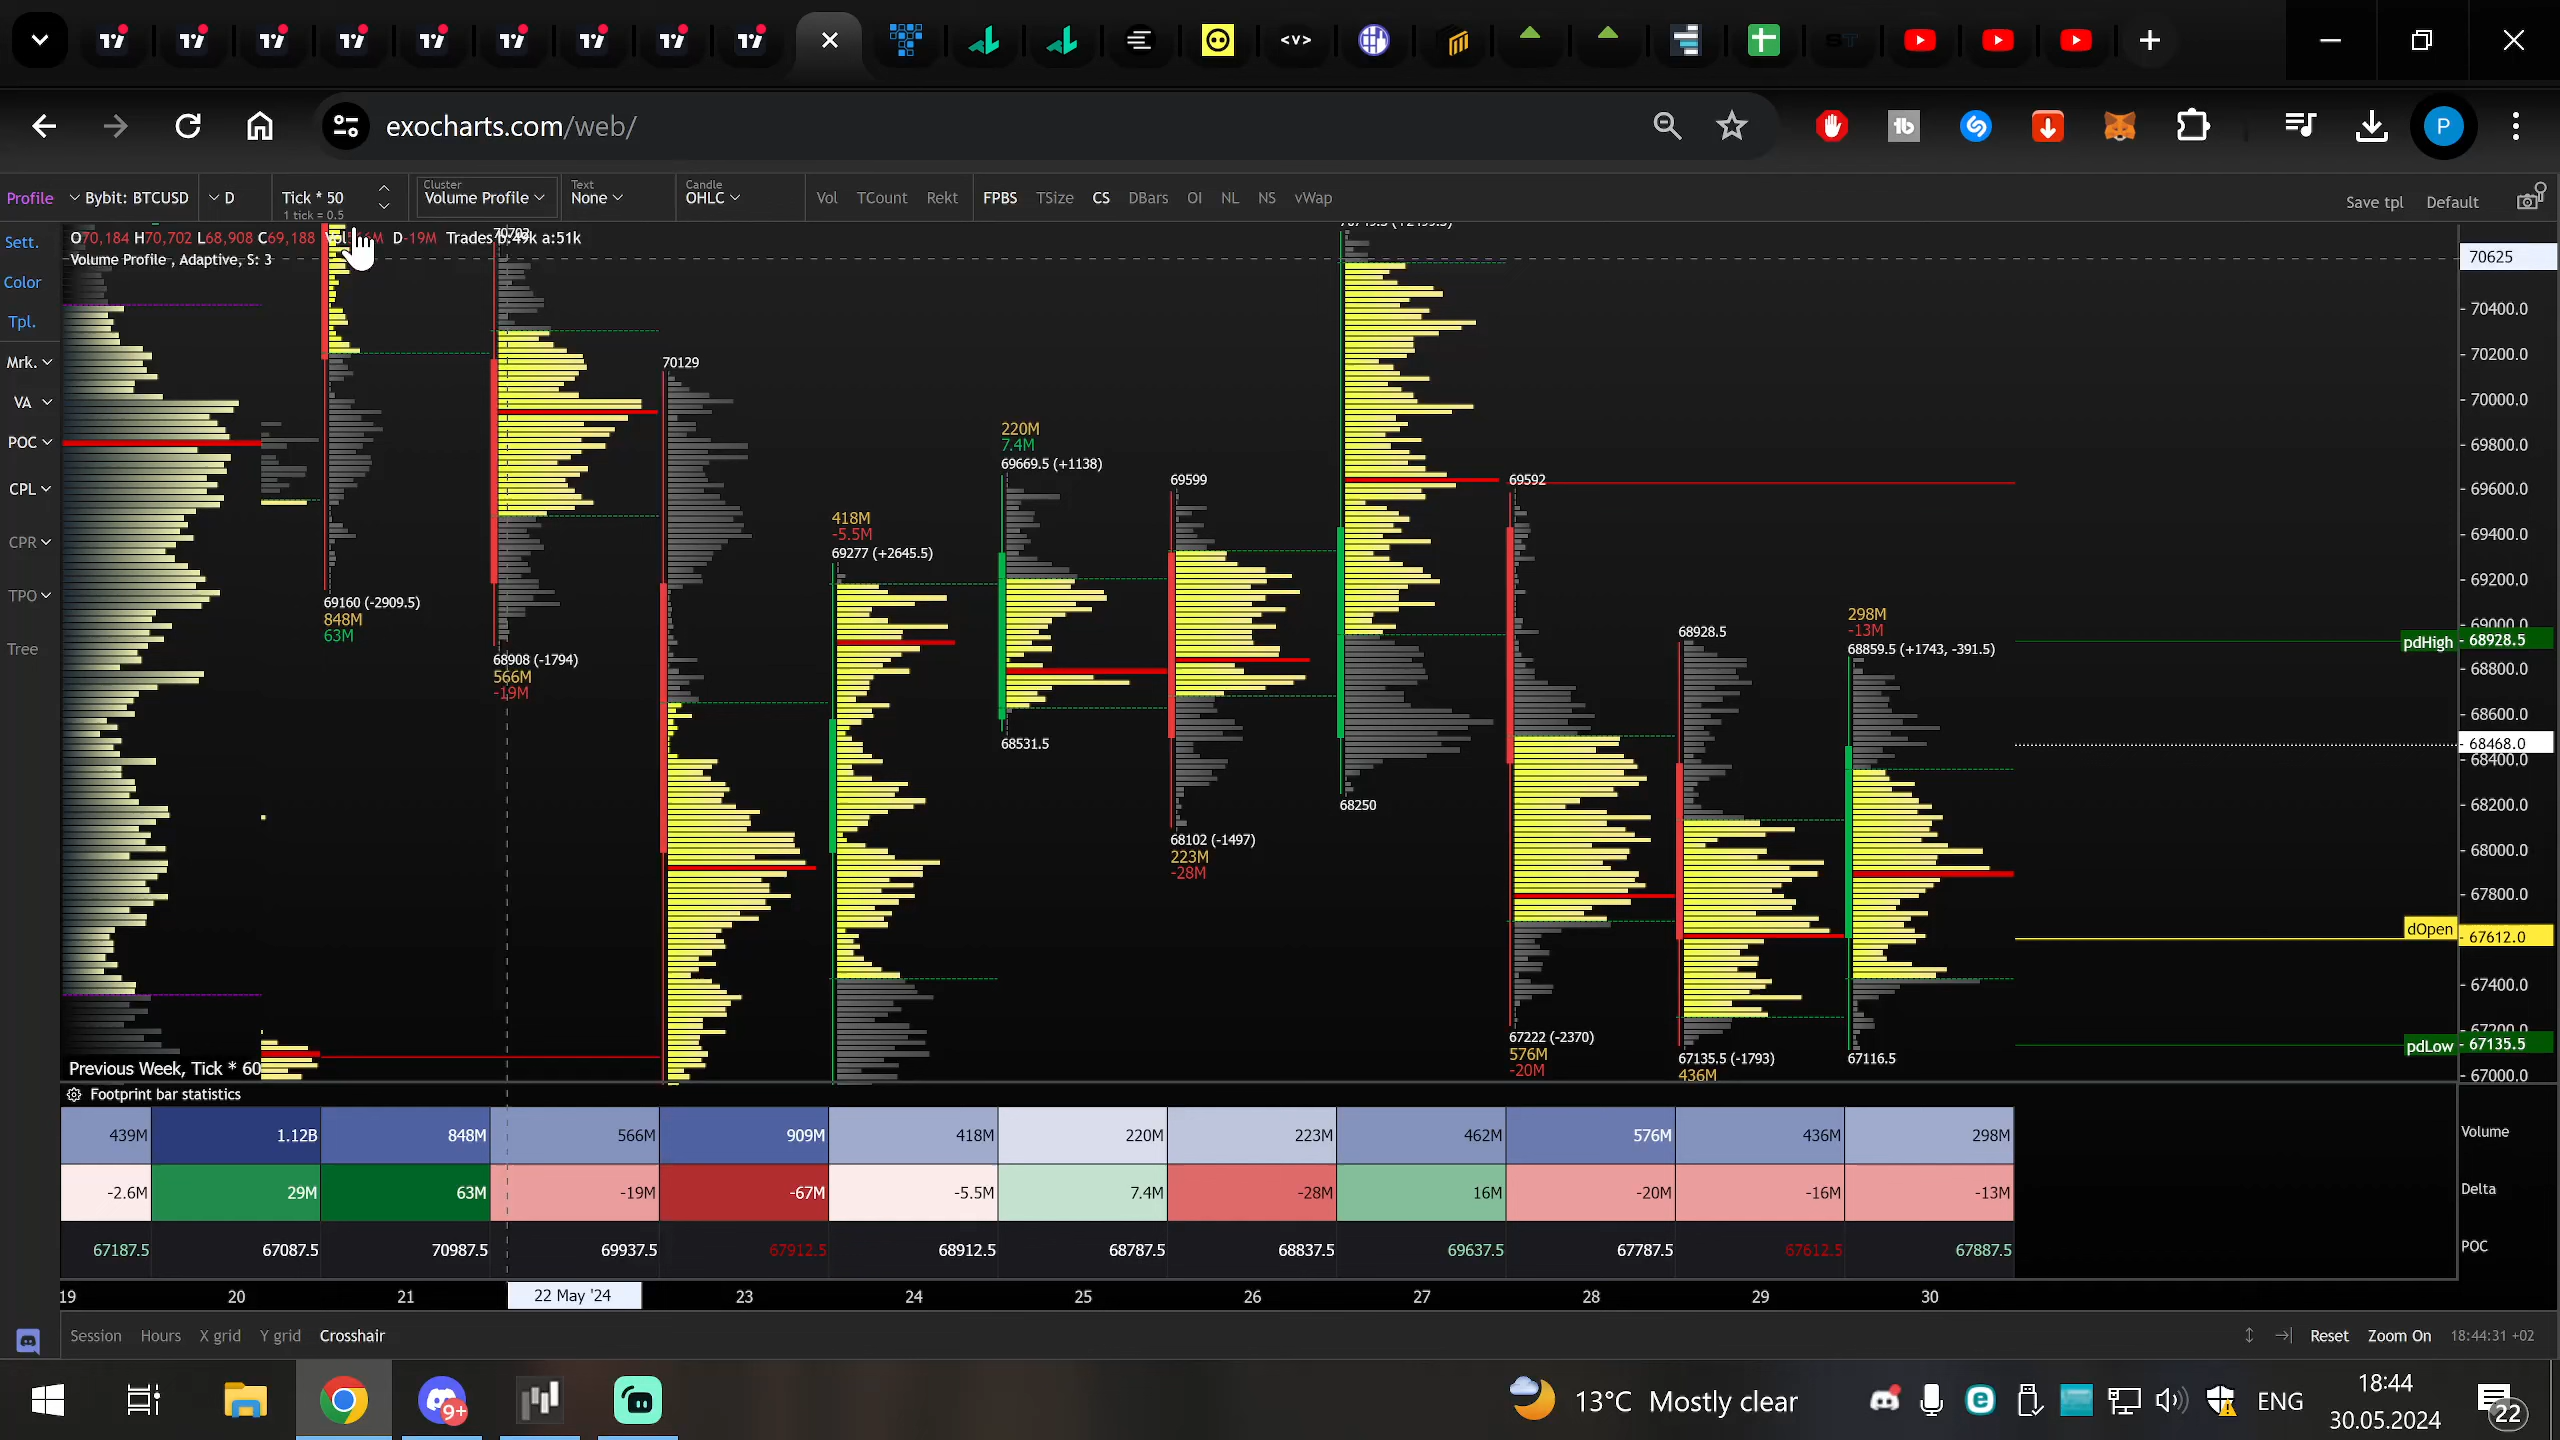 exocharts.com/web/
P
Profile Bybit: BTCUSD D Tick * 50 1 tick = 0.5 Cluster Volume Profile Text None Candle OHLC Vol TCount Rekt FPBS TSize CS DBars OI NL NS vWap Save tpl Default
O70,184 H70,702 L68,908 C69,188 D-19M Trades b:49k a:51k
Volume Profile , Adaptive, S: 3
Sett.
Color
Tpl.
Mrk.
VA
POC
CPL
CPR
TPO
Tree
69160 (-2909.5)
848M
63M
68908 (-1794)
566M
-19M
70129
418M
-5.5M
69277 (+2645.5)
220M
7.4M
69669.5 (+1138)
68531.5
69599
68102 (-1497)
223M
-28M
68250
69592
67222 (-2370)
576M
-20M
68928.5
67135.5 (-1793)
436M
298M
-13M
68859.5 (+1743, -391.5)
67116.5
70625
70400.0
70200.0
70000.0
69800.0
69600.0
69400.0
69200.0
69000.0
pdHigh 68928.5
68800.0
68600.0
68468.0
68400.0
68200.0
68000.0
67800.0
dOpen 67612.0
67400.0
67200.0
pdLow 67135.5
67000.0
Previous Week, Tick * 60
Footprint bar statistics
439M 1.12B 848M 566M 909M 418M 220M 223M 462M 576M 436M 298M Volume
-2.6M 29M 63M -19M -67M -5.5M 7.4M -28M 16M -20M -16M -13M Delta
67187.5 67087.5 70987.5 69937.5 67912.5 68912.5 68787.5 68837.5 69637.5 67787.5 67612.5 67887.5 POC
19 20 21 22 May '24 23 24 25 26 27 28 29 30
Session Hours X grid Y grid Crosshair Reset Zoom On 18:44:31 +02
9+
13°C Mostly clear
ENG
18:44
30.05.2024
22